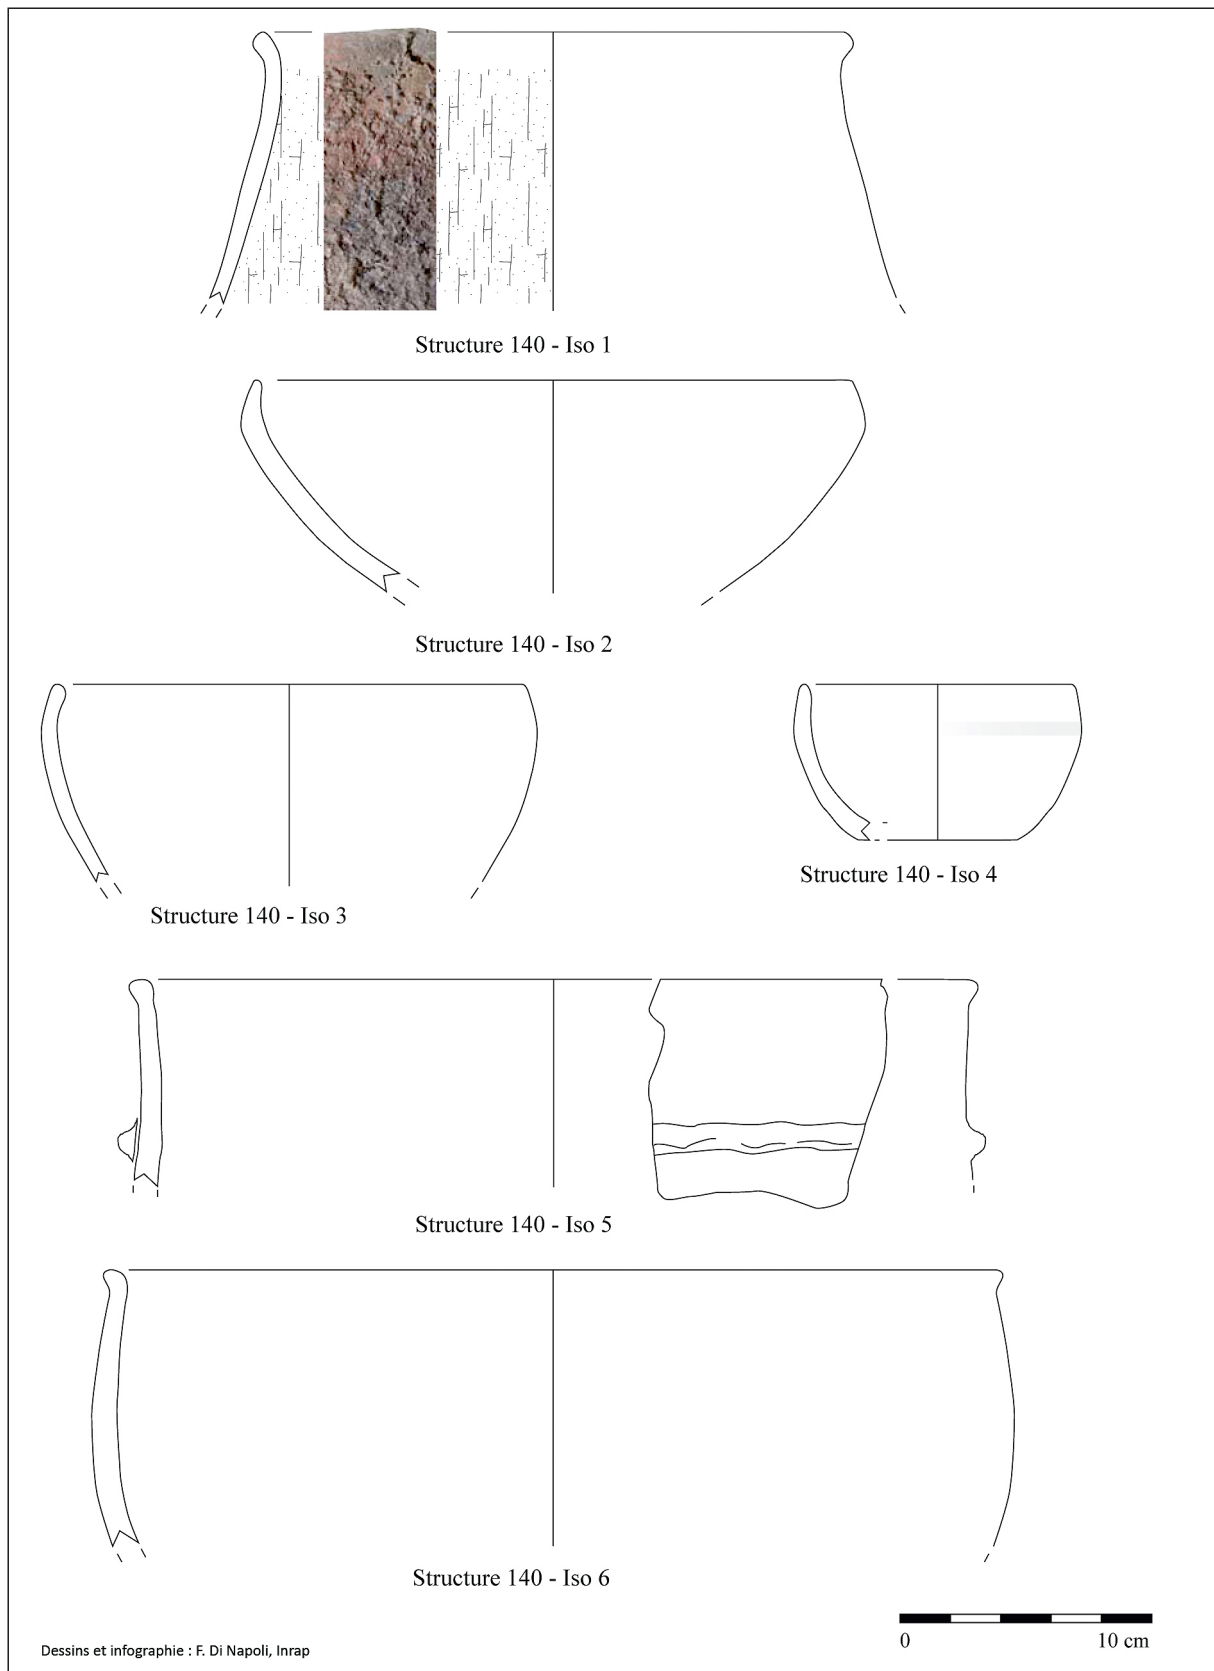 Structure 140 - Iso 1
Structure 140 - Iso 2
Structure 140 - Iso 3
Structure 140 - Iso 4
Structure 140 - Iso 5
Structure 140 - Iso 6
0 10 cm
Dessins et infographie : F. Di Napoli, Inrap